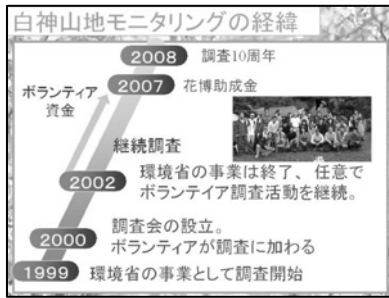 白神山地モニタリングの経緯
2008 調査10周年
2007 花博助成金
ボランティア
資金
継続調査
2002 環境省の事業は終了、任意で
ボランテイア調査活動を継続。
2000 調査会の設立。
ボランティアが調査に加わる
1999 環境省の事業として調査開始